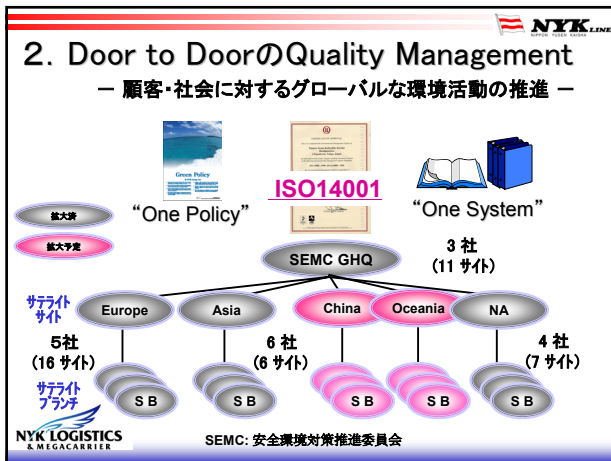 NYK LINE
NIPPON YUSEN KAISHA
２．Door to DoorのQuality Management
－ 顧客・社会に対するグローバルな環境活動の推進 －
Green Policy
ISO14001
“One Policy”
“One System”
拡大済
拡大予定
SEMC GHQ
３ 社
（11 サイト）
サテライト
サイト
Europe
Asia
China
Oceania
NA
５社
（16 サイト）
６ 社
（6 サイト）
４ 社
（7 サイト）
サテライト
ブランチ
S B
S B
S B
S B
S B
NYK LOGISTICS
& MEGACARRIER
SEMC: 安全環境対策推進委員会